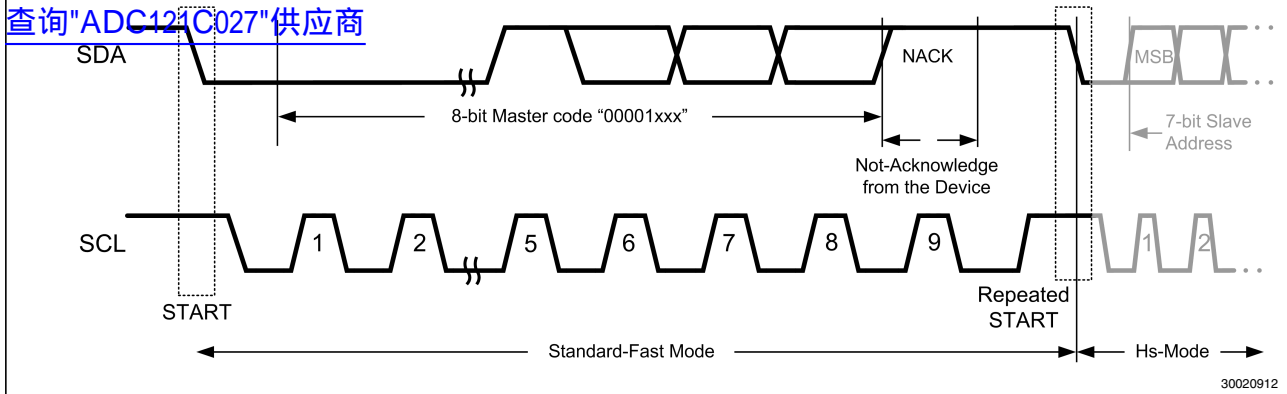 查询"ADC121C027"供应商
SDA
NACK
MSB
8-bit Master code “00001xxx”
7-bit Slave
Address
Not-Acknowledge
from the Device
SCL
1 2 5 6 7 8 9 1 2
START
Repeated
START
Standard-Fast Mode
Hs-Mode
30020912